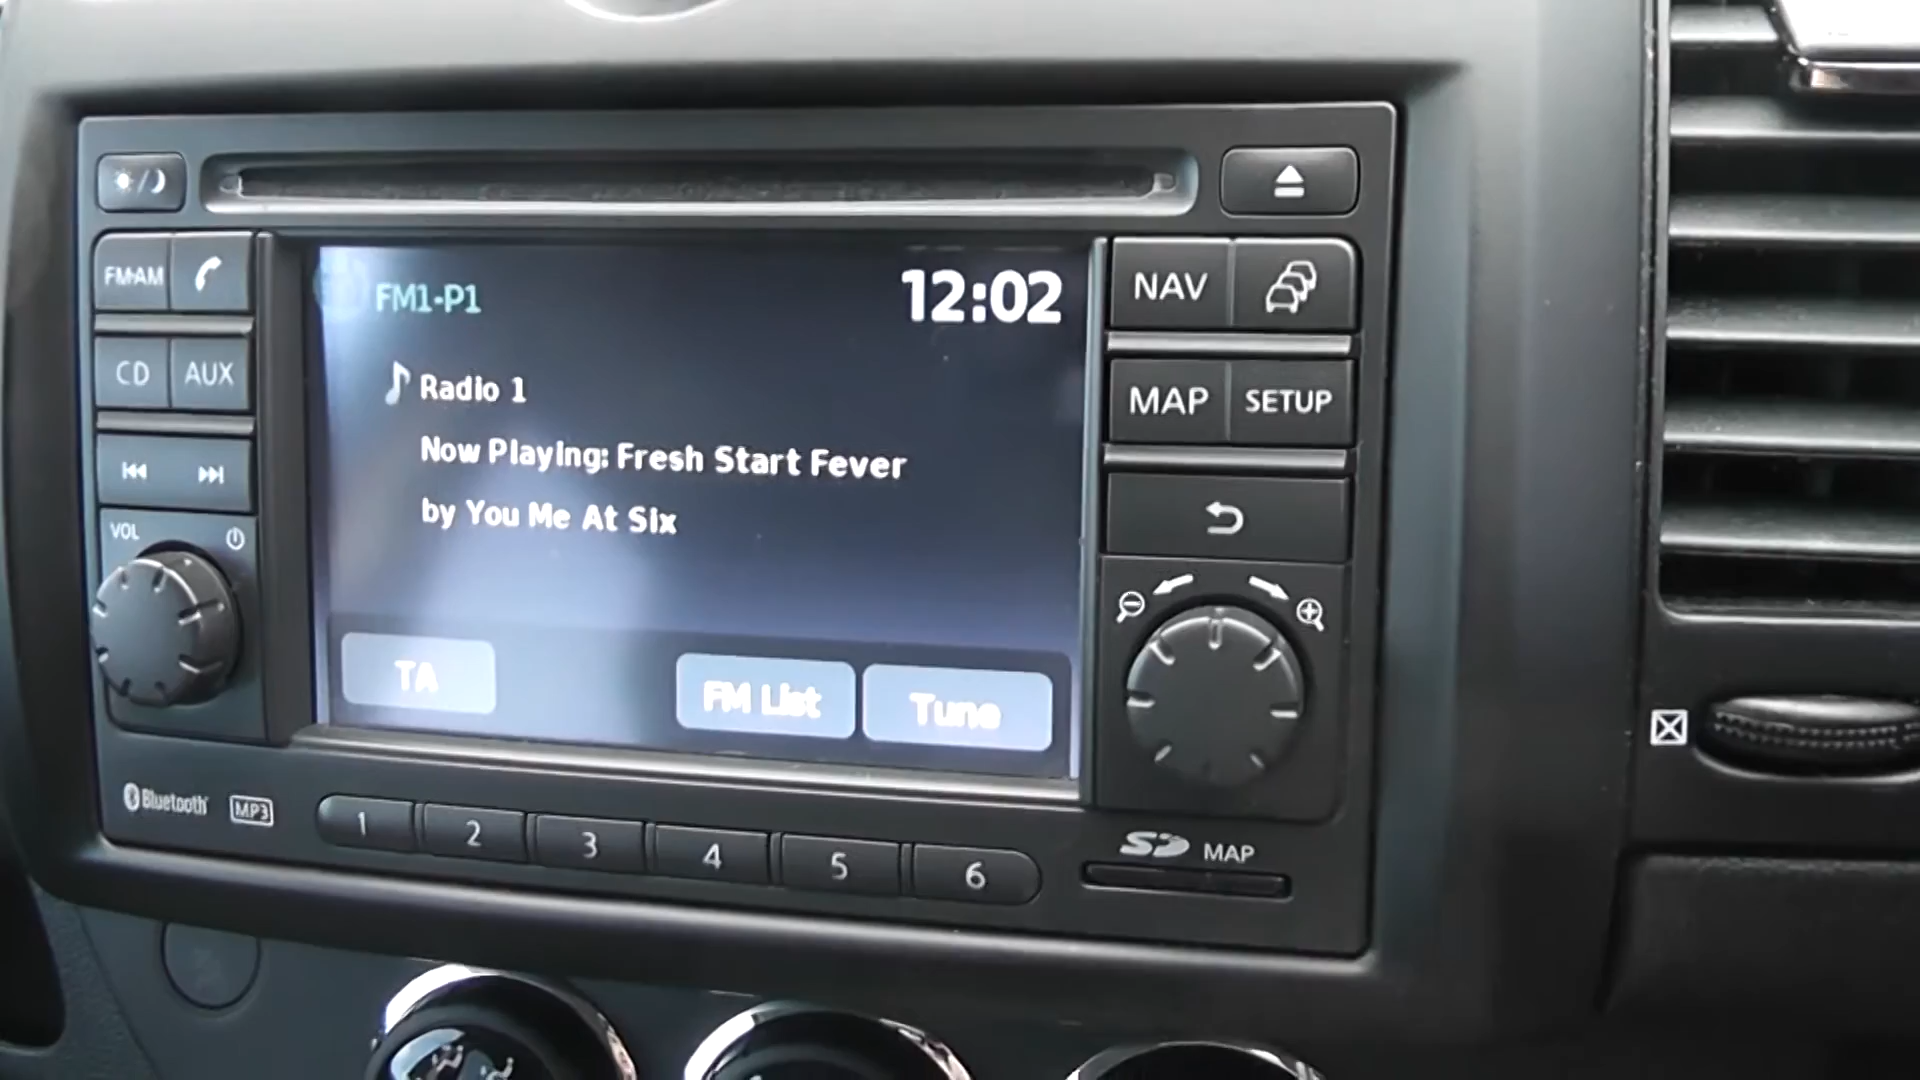 FM·AM
CD AUX
VOL
FM1-P1
12:02
Radio 1
Now Playing: Fresh Start Fever
by You Me At Six
TA FM List Tune
NAV
MAP SETUP
Bluetooth MP3
1 2 3 4 5 6
SD MAP